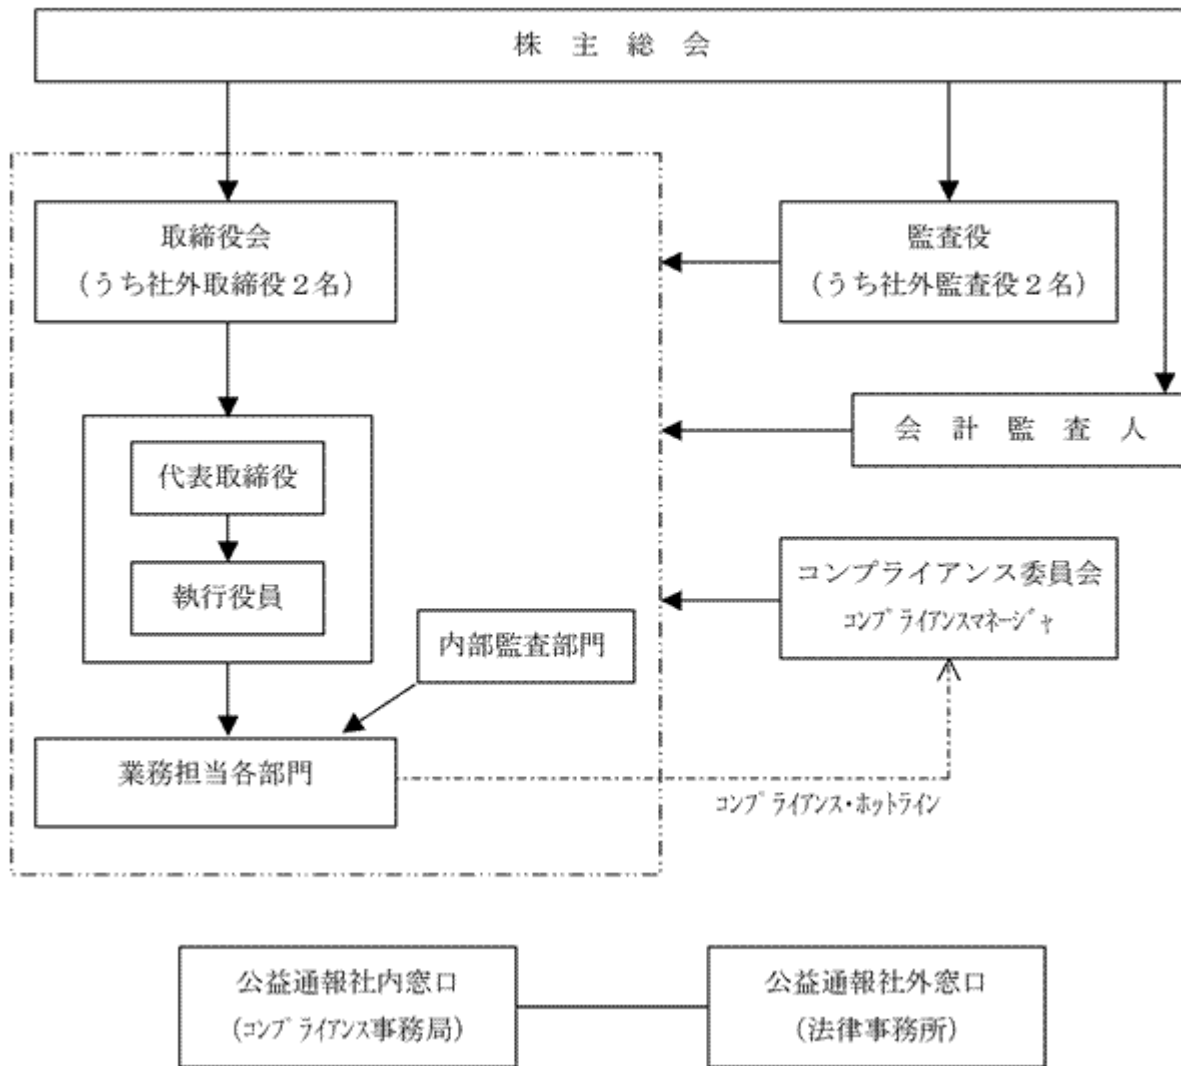 株主総会
取締役会
(うち社外取締役２名)
監査役
(うち社外監査役２名)
会計監査人
代表取締役
執行役員
コンプライアンス委員会
ｺﾝﾌﾟﾗｲｱﾝｽﾏﾈｰｼﾞｬ
内部監査部門
業務担当各部門
ｺﾝﾌﾟﾗｲｱﾝｽ・ﾎｯﾄﾗｲﾝ
公益通報社内窓口
(ｺﾝﾌﾟﾗｲｱﾝｽ事務局)
公益通報社外窓口
(法律事務所)